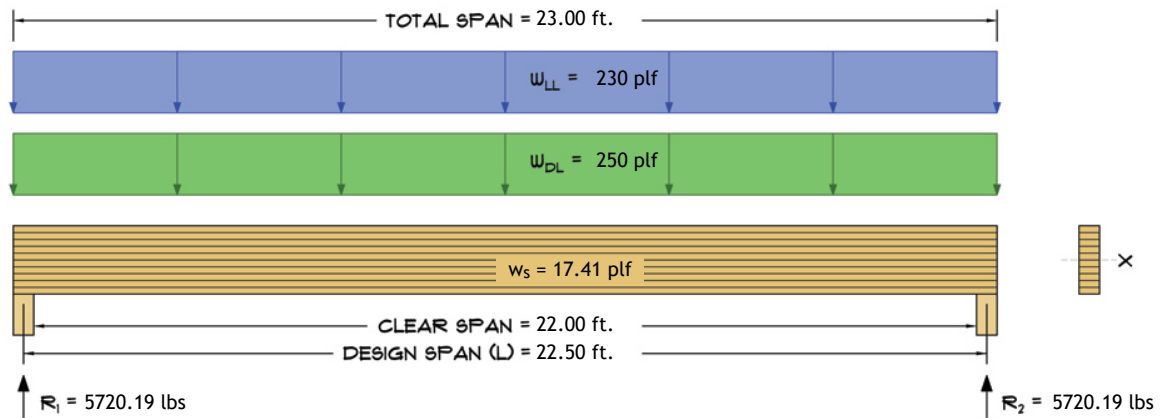 TOTAL SPAN = 23.00 ft.
wLL = 230 plf
wDL = 250 plf
ws = 17.41 plf
X
CLEAR SPAN = 22.00 ft.
DESIGN SPAN (L) = 22.50 ft.
R1 = 5720.19 lbs
R2 = 5720.19 lbs